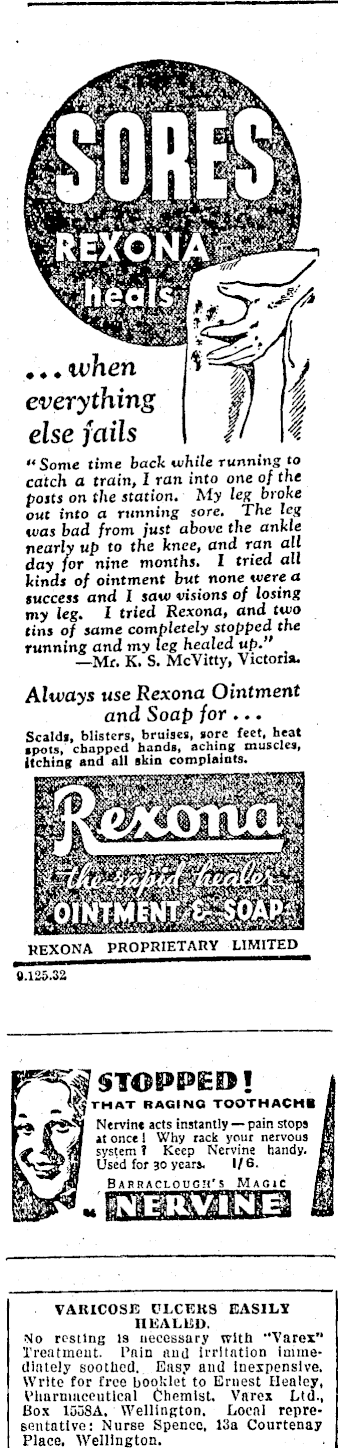 SORES
REXONA
heals
...when
everything
else fails
"Some time back while running to
catch a train, I ran into one of the
posts on the station. My leg broke
out into a running sore. The leg
was bad from just above the ankle
nearly up to the knee, and ran all
day for nine months. I tried all
kinds of ointment but none were a
success and I saw visions of losing
my leg. I tried Rexona, and two
tins of same completely stopped the
running and my leg healed up."
—Mr. K. S. McVitty, Victoria.
Always use Rexona Ointment
and Soap for ...
Scalds, blisters, bruises, sore feet, heat
spots, chapped hands, aching muscles,
itching and all skin complaints.
Rexona
the rapid healer
OINTMENT & SOAP
REXONA PROPRIETARY LIMITED
9.125.32
STOPPED!
THAT RAGING TOOTHACHE
Nervine acts instantly — pain stops
at once! Why rack your nervous
system? Keep Nervine handy.
Used for 30 years. 1/6.
BARRACLOUGH'S MAGIC
NERVINE
VARICOSE ULCERS EASILY
HEALED.
No resting is necessary with "Varex"
Treatment. Pain and irritation imme-
diately soothed. Easy and inexpensive.
Write for free booklet to Ernest Healey,
Pharmaceutical Chemist, Varex Ltd.,
Box 1558A, Wellington. Local repre-
sentative: Nurse Spence, 13a Courtenay
Place, Wellington.